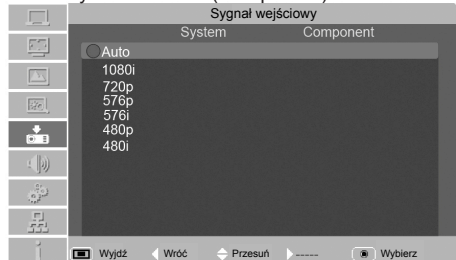 Sygnał wejściowy
System Component
Auto
1080i
720p
576p
576i
480p
480i
Wyjdź Wróć Przesuń ----- Wybierz